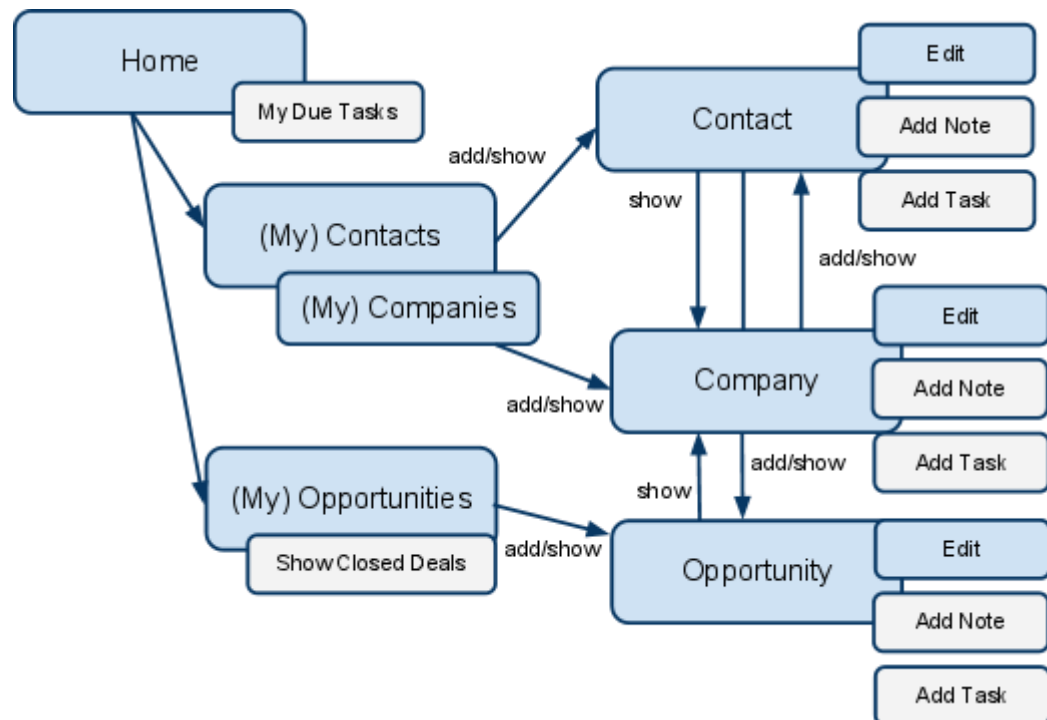 Home
My Due Tasks
(My) Contacts
(My) Companies
add/show
add/show
(My) Opportunities
Show Closed Deals
add/show
Contact
Edit
Add Note
Add Task
show
add/show
Company
Edit
Add Note
Add Task
show
add/show
Opportunity
Edit
Add Note
Add Task